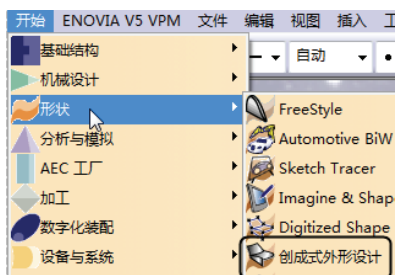 开始 ENOVIA V5 VPM 文件 编辑 视图 插入
自动
基础结构
机械设计
形状
分析与模拟
AEC 工厂
加工
数字化装配
设备与系统
FreeStyle
Automotive BiW
Sketch Tracer
Imagine & Shap
Digitized Shape
创成式外形设计